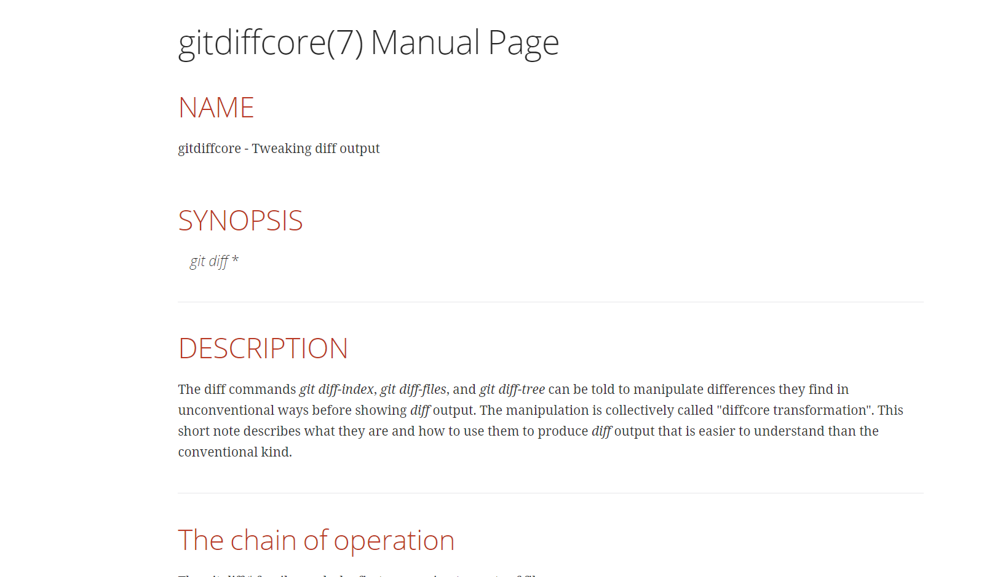 gitdiffcore(7) Manual Page
NAME
gitdiffcore - Tweaking diff output
SYNOPSIS
git diff *
DESCRIPTION
The diff commands git diff-index, git diff-files, and git diff-tree can be told to manipulate differences they find in
unconventional ways before showing diff output. The manipulation is collectively called "diffcore transformation". This
short note describes what they are and how to use them to produce diff output that is easier to understand than the
conventional kind.
The chain of operation